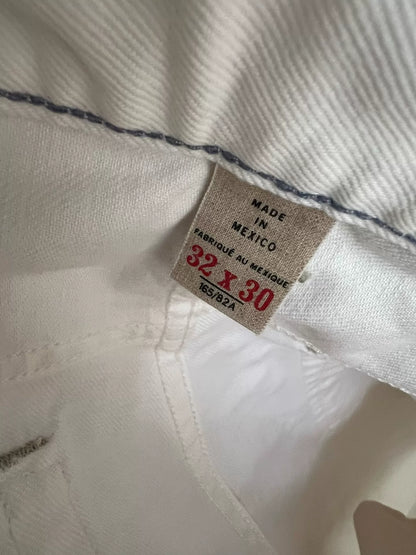 MADE
IN
MEXICO
FABRIQUÉ AU MEXIQUE
32 X 30
165/82A